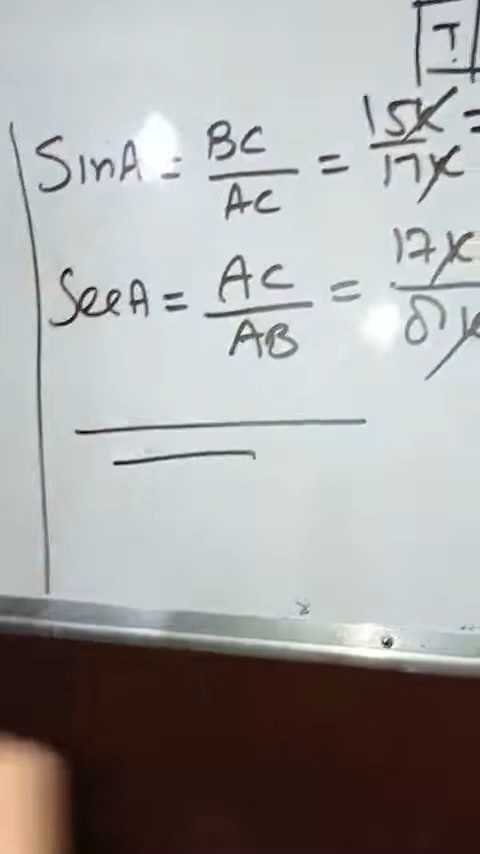 T
SinA = BC/AC = 15x/17x =
SecA = AC/AB = 17x/8x